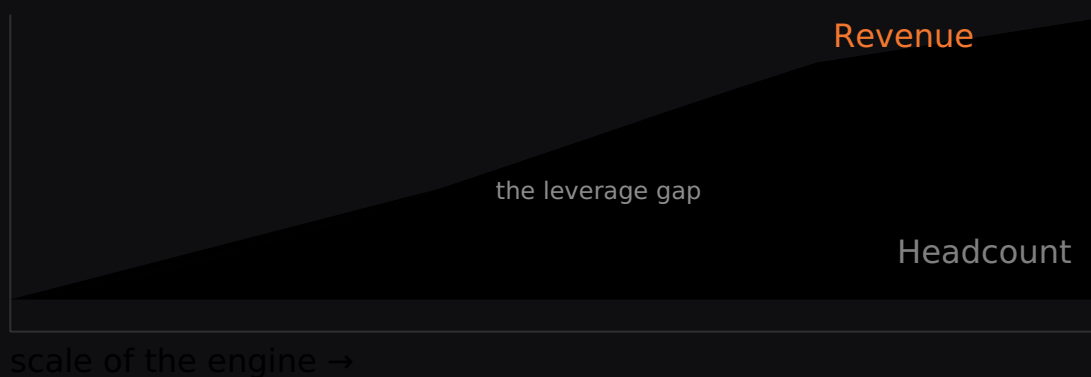 Revenue
the leverage gap
Headcount
scale of the engine →